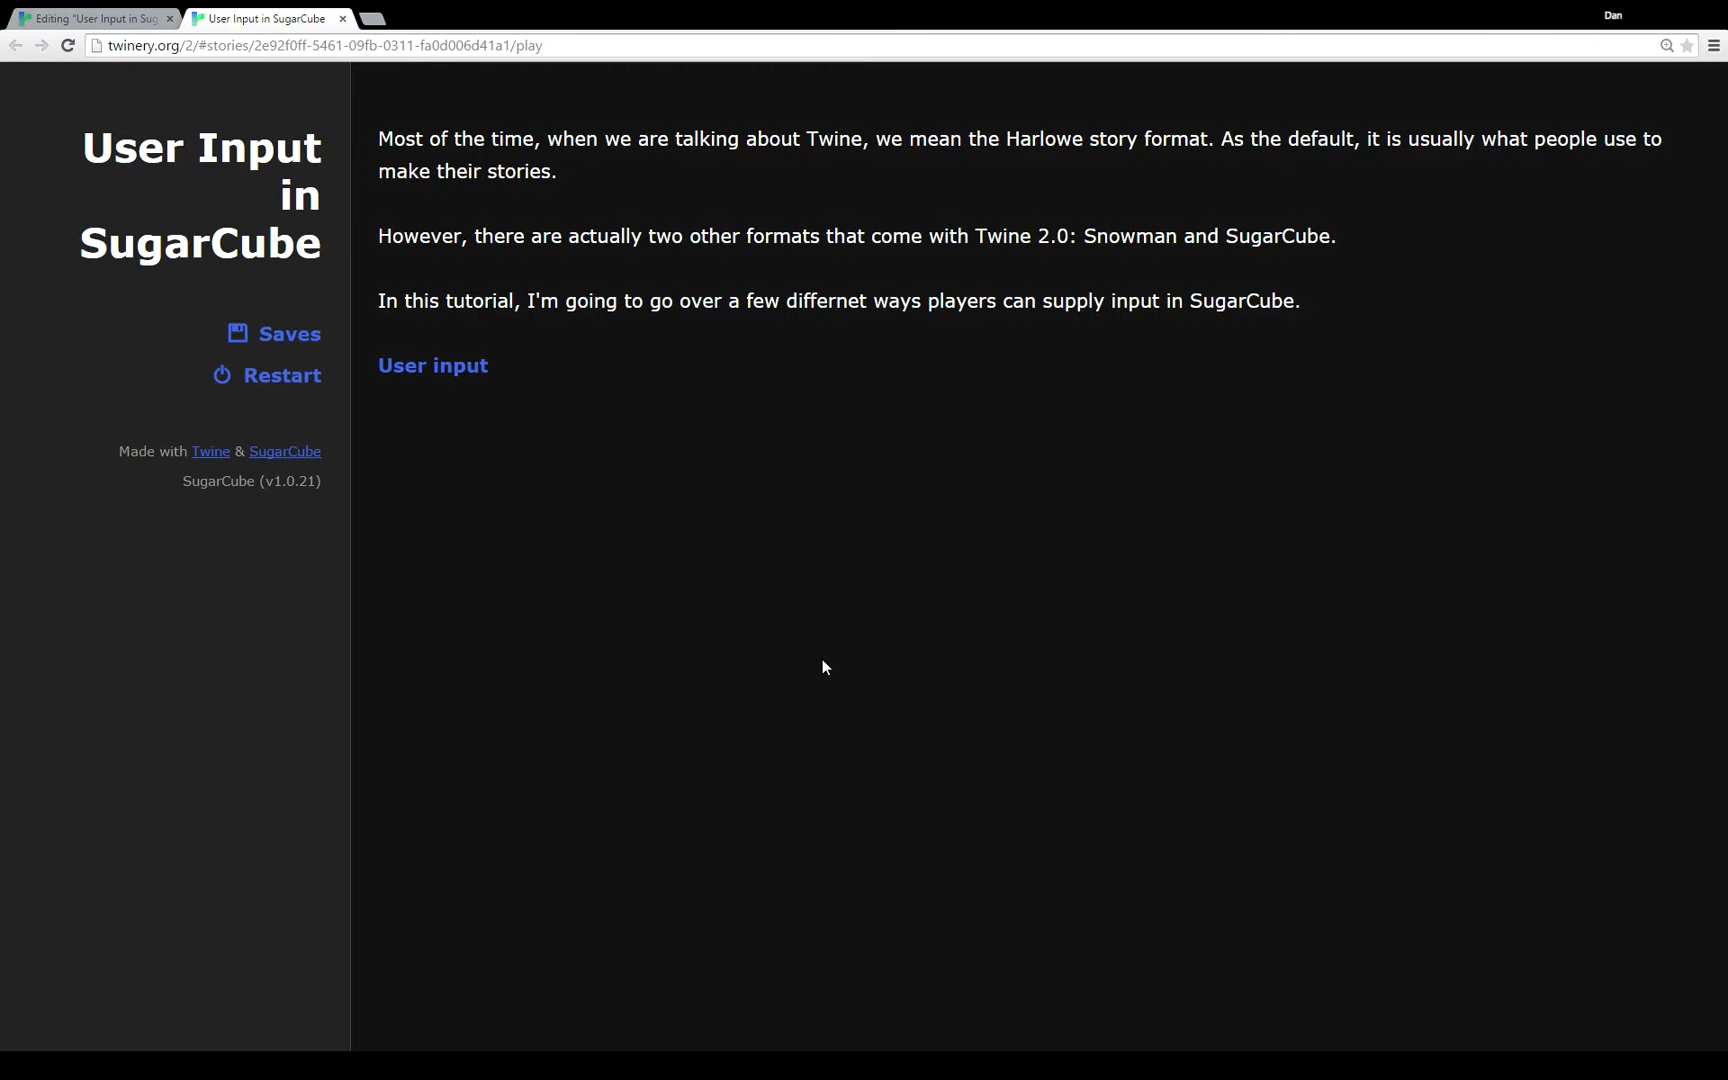 Editing "User Input in Sug
User Input in SugarCube
Dan
twinery.org/2/#stories/2e92f0ff-5461-09fb-0311-fa0d006d41a1/play
User Input
in
SugarCube
Saves
Restart
Made with Twine & SugarCube
SugarCube (v1.0.21)
Most of the time, when we are talking about Twine, we mean the Harlowe story format. As the default, it is usually what people use to
make their stories.
However, there are actually two other formats that come with Twine 2.0: Snowman and SugarCube.
In this tutorial, I'm going to go over a few differnet ways players can supply input in SugarCube.
User input